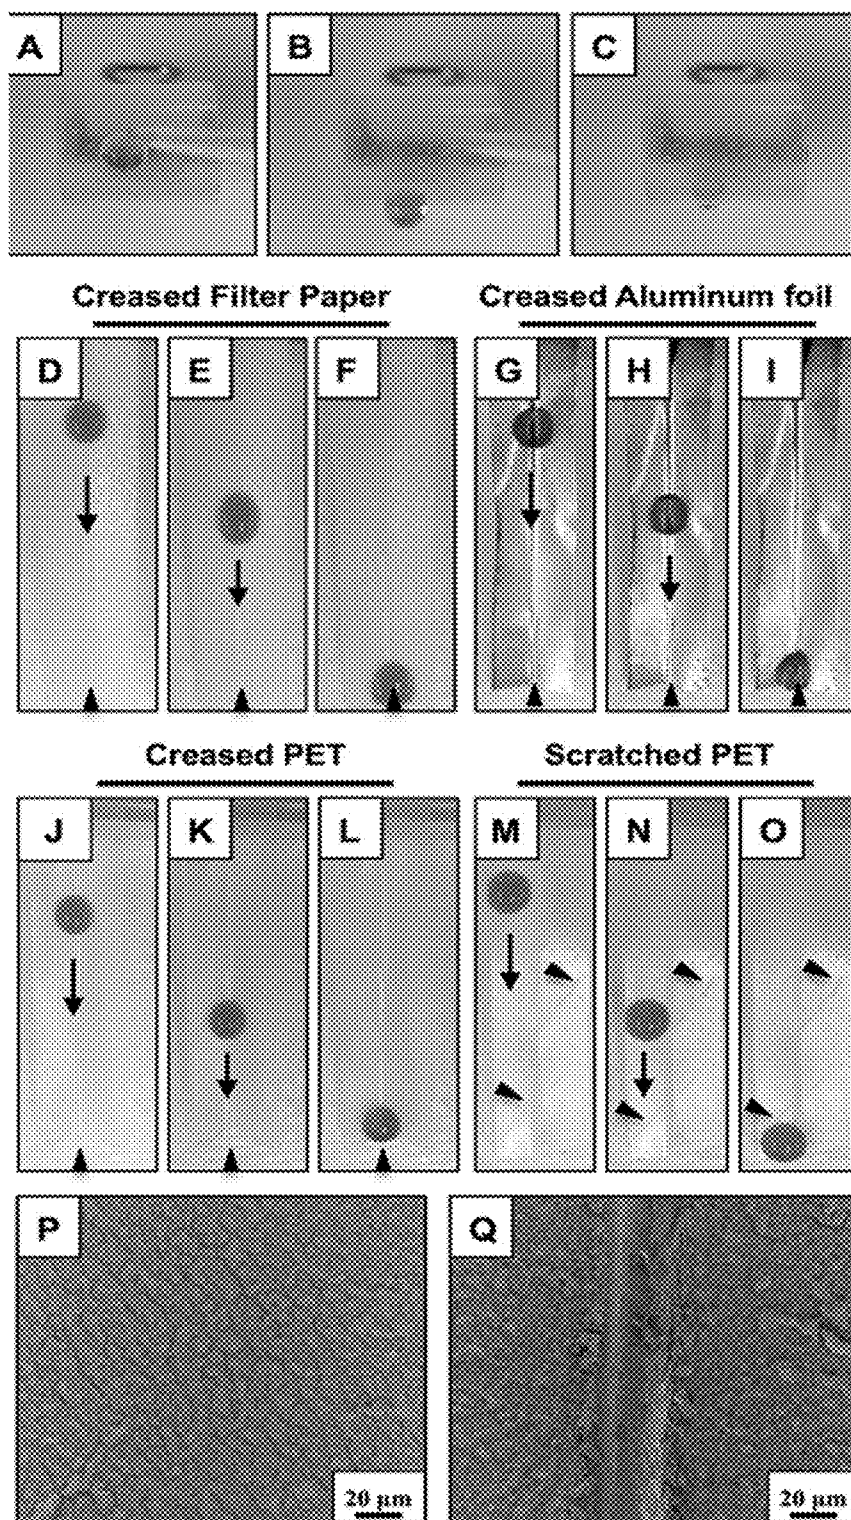 A B C
Creased Filter Paper Creased Aluminum foil
D E F G H I
Creased PET Scratched PET
J K L M N O
P Q
20 µm 20 µm